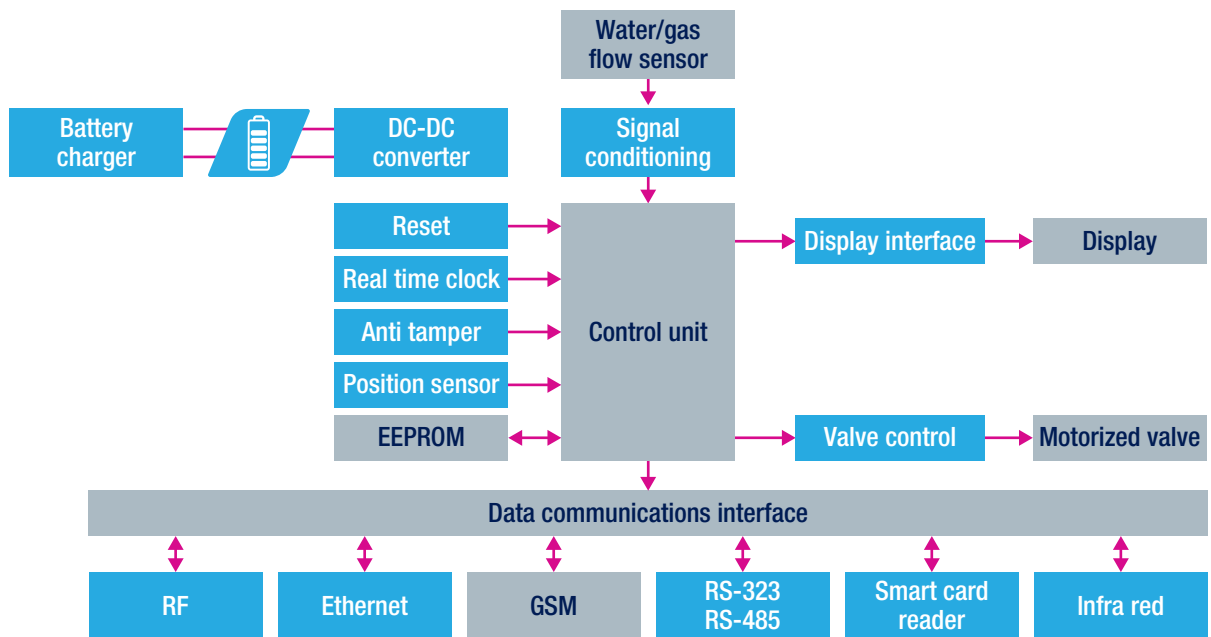 Water/gas
flow sensor
Battery
charger
DC-DC
converter
Signal
conditioning
Reset
Real time clock
Anti tamper
Position sensor
EEPROM
Control unit
Display interface
Display
Valve control
Motorized valve
Data communications interface
RF
Ethernet
GSM
RS-323
RS-485
Smart card
reader
Infra red